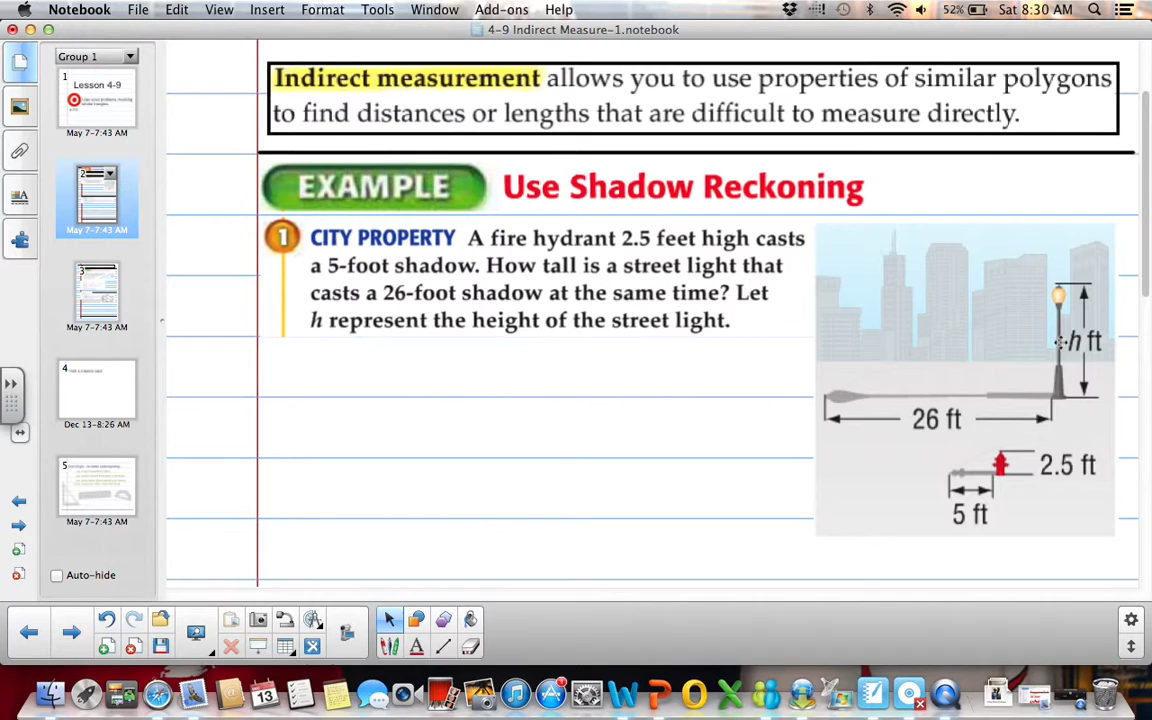 Notebook File Edit View Insert Format Tools Window Add-ons Help 52% Sat 8:30 AM
4-9 Indirect Measure-1.notebook
Group 1
1
Lesson 4-9
May 7-7:43 AM
2
May 7-7:43 AM
3
May 7-7:43 AM
4
Dec 13-8:26 AM
5
May 7-7:43 AM
Auto-hide
Indirect measurement allows you to use properties of similar polygons
to find distances or lengths that are difficult to measure directly.
EXAMPLE Use Shadow Reckoning
1 CITY PROPERTY A fire hydrant 2.5 feet high casts
a 5-foot shadow. How tall is a street light that
casts a 26-foot shadow at the same time? Let
h represent the height of the street light.
h ft
26 ft
2.5 ft
5 ft
13